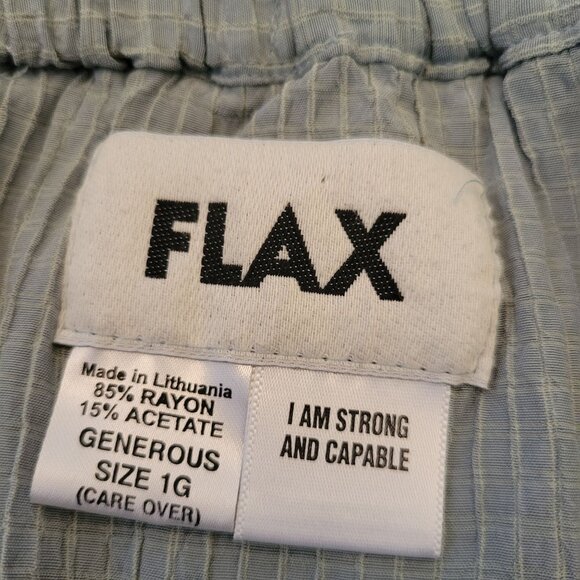 FLAX
Made in Lithuania
85% RAYON
15% ACETATE
GENEROUS
SIZE 1G
(CARE OVER)
I AM STRONG
AND CAPABLE